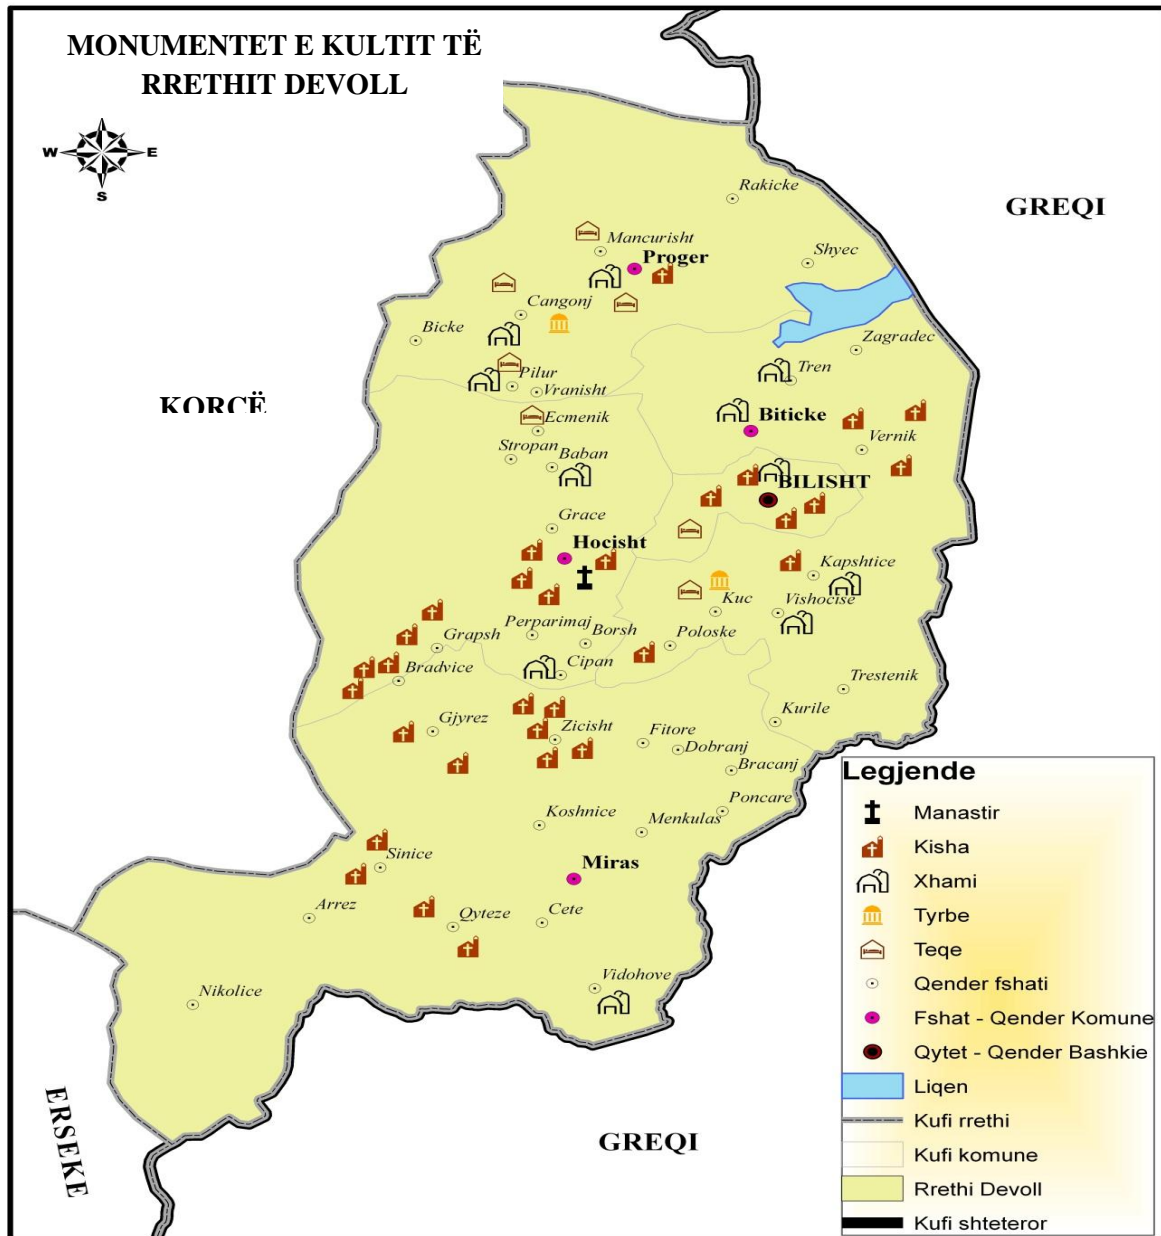 MONUMENTET E KULTIT TË
RRETHIT DEVOLL
W
E
S
GREQI
Rakicke
Mancurisht
Proger
Shyec
Cangonj
Bicke
Zagradec
Tren
Pilur
Vranisht
KORCË
Ecmenik
Biticke
Vernik
Stropan
Baban
BILISHT
Grace
Hocisht
Kapshtice
Kuc
Vishocise
Perparimaj
Borsh
Poloske
Grapsh
Bradvice
Cipan
Trestenik
Gjyrez
Zicisht
Fitore
Kurile
Dobranj
Bracanj
Poncare
Koshnice
Menkulas
Sinice
Miras
Arrez
Qyteze
Cete
Vidohove
Nikolice
ERSEKE
GREQI
Legjende
Manastir
Kisha
Xhami
Tyrbe
Teqe
Qender fshati
Fshat - Qender Komune
Qytet - Qender Bashkie
Liqen
Kufi rrethi
Kufi komune
Rrethi Devoll
Kufi shteteror